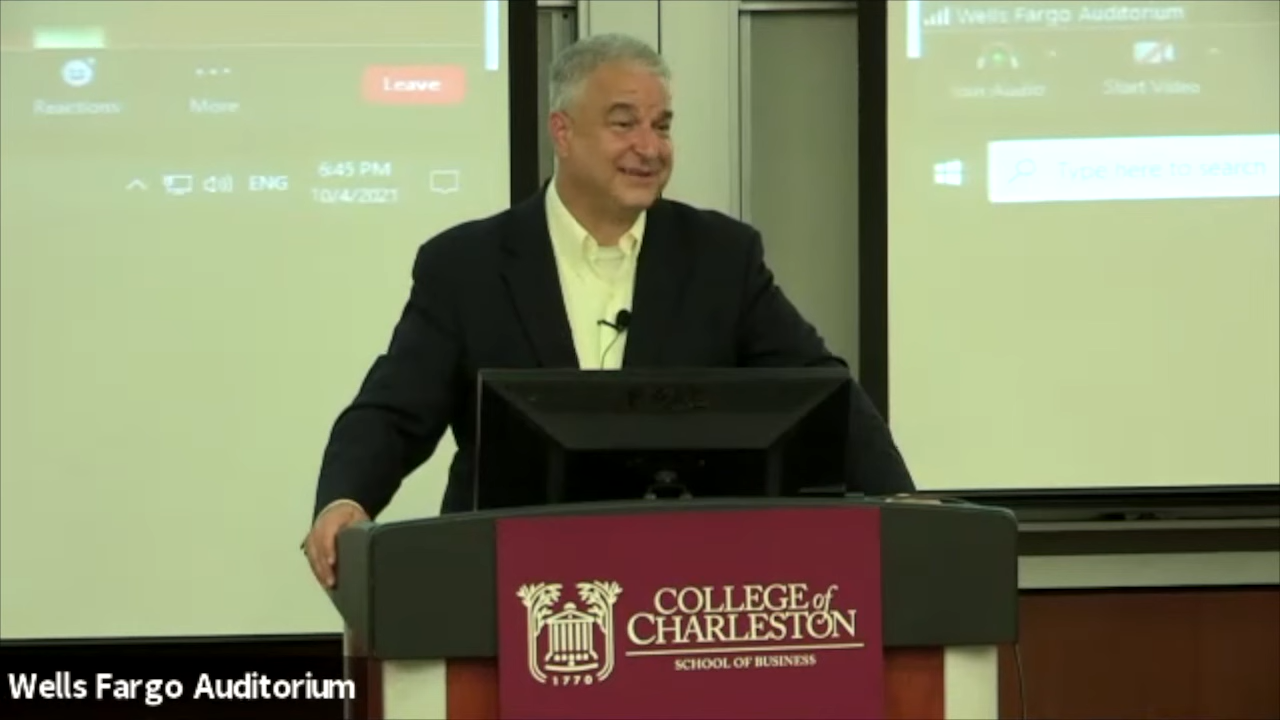 Reactions
More
Leave
ENG
6:45 PM
10/4/2021
Wells Fargo Auditorium
Start Video
Type here to search
COLLEGE of
CHARLESTON
SCHOOL OF BUSINESS
1770
Wells Fargo Auditorium